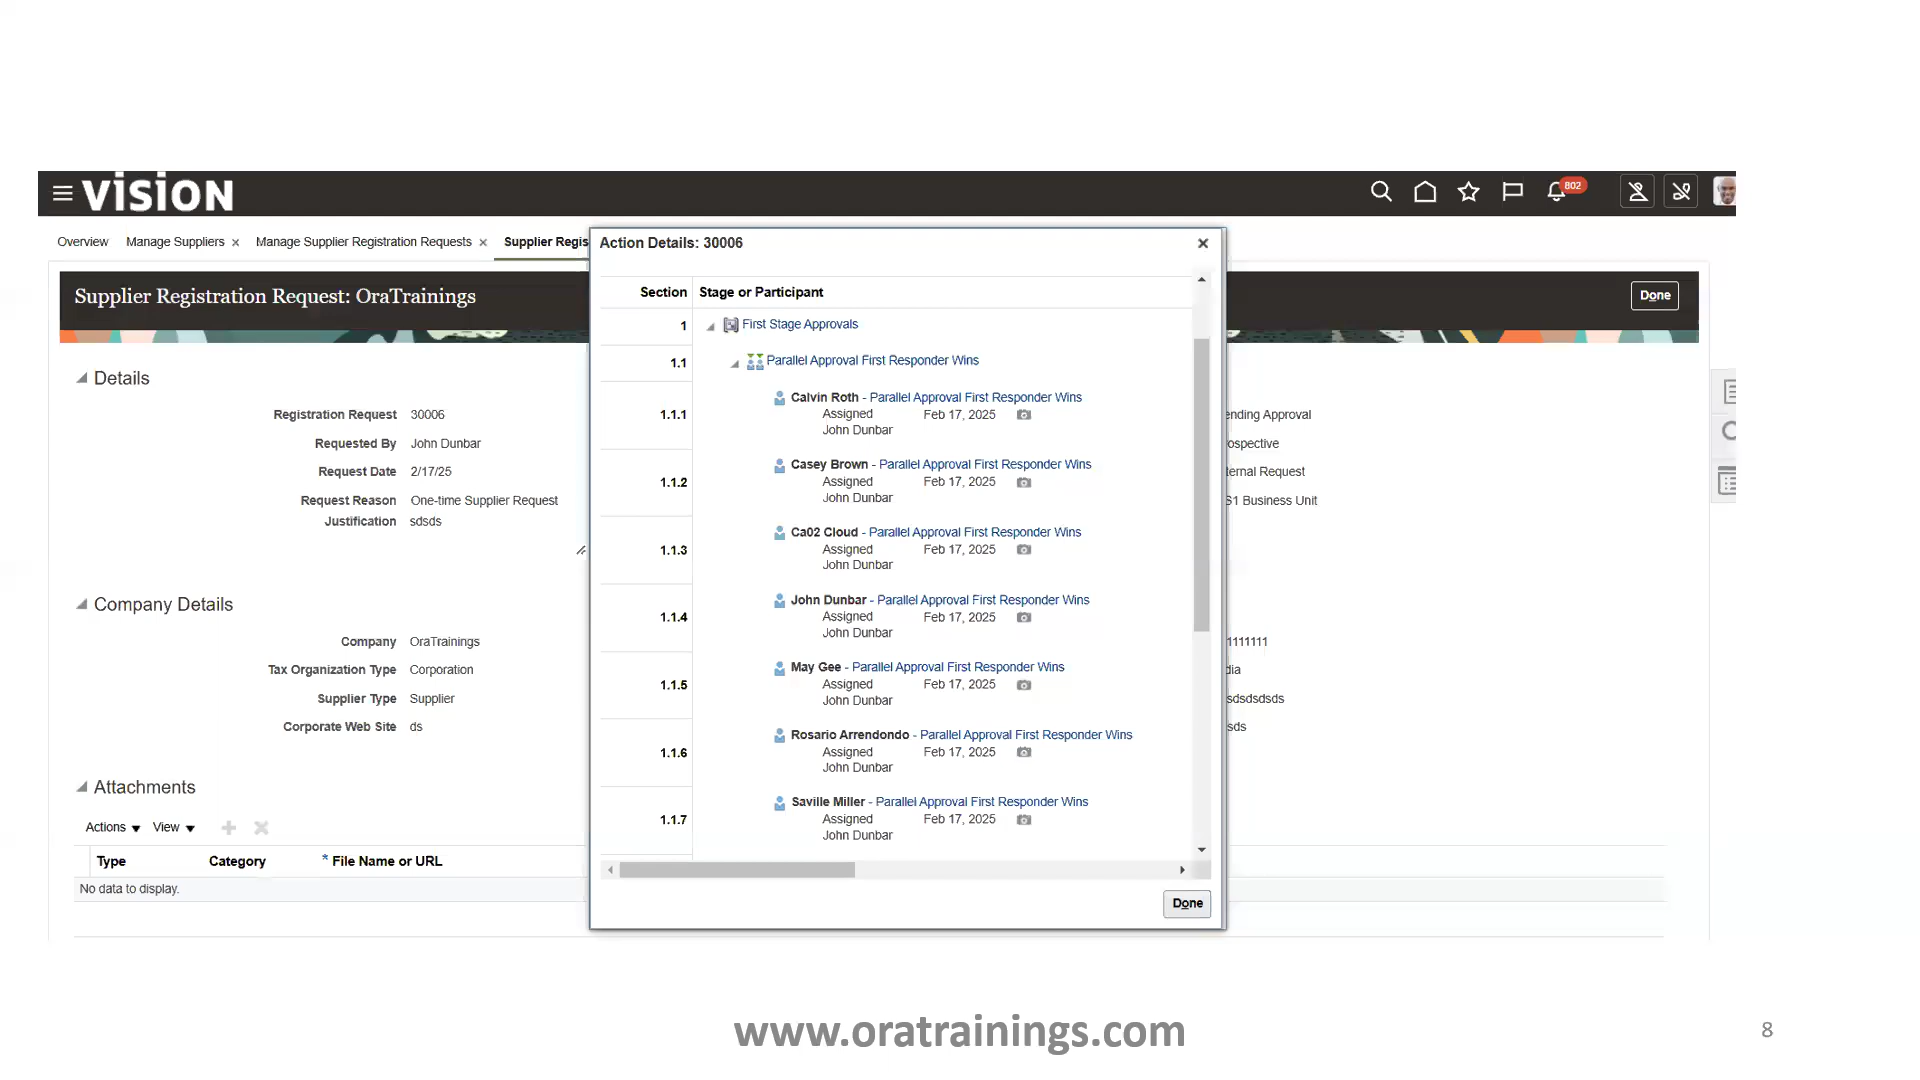 VISION
802
Overview Manage Suppliers × Manage Supplier Registration Requests × Supplier Regis
Supplier Registration Request: OraTrainings
Done
Details
Registration Request 30006
Requested By John Dunbar
Request Date 2/17/25
Request Reason One-time Supplier Request
Justification sdsds
Company Details
Company OraTrainings
Tax Organization Type Corporation
Supplier Type Supplier
Corporate Web Site ds
Attachments
Actions View
Type Category * File Name or URL
No data to display.
Action Details: 30006
Section Stage or Participant
1 First Stage Approvals
1.1 Parallel Approval First Responder Wins
1.1.1 Calvin Roth - Parallel Approval First Responder Wins
Assigned Feb 17, 2025
John Dunbar
1.1.2 Casey Brown - Parallel Approval First Responder Wins
Assigned Feb 17, 2025
John Dunbar
1.1.3 Ca02 Cloud - Parallel Approval First Responder Wins
Assigned Feb 17, 2025
John Dunbar
1.1.4 John Dunbar - Parallel Approval First Responder Wins
Assigned Feb 17, 2025
John Dunbar
1.1.5 May Gee - Parallel Approval First Responder Wins
Assigned Feb 17, 2025
John Dunbar
1.1.6 Rosario Arrendondo - Parallel Approval First Responder Wins
Assigned Feb 17, 2025
John Dunbar
1.1.7 Saville Miller - Parallel Approval First Responder Wins
Assigned Feb 17, 2025
John Dunbar
Done
ending Approval
ospective
ternal Request
S1 Business Unit
1111111
dia
sdsdsdsds
sds
www.oratrainings.com
8